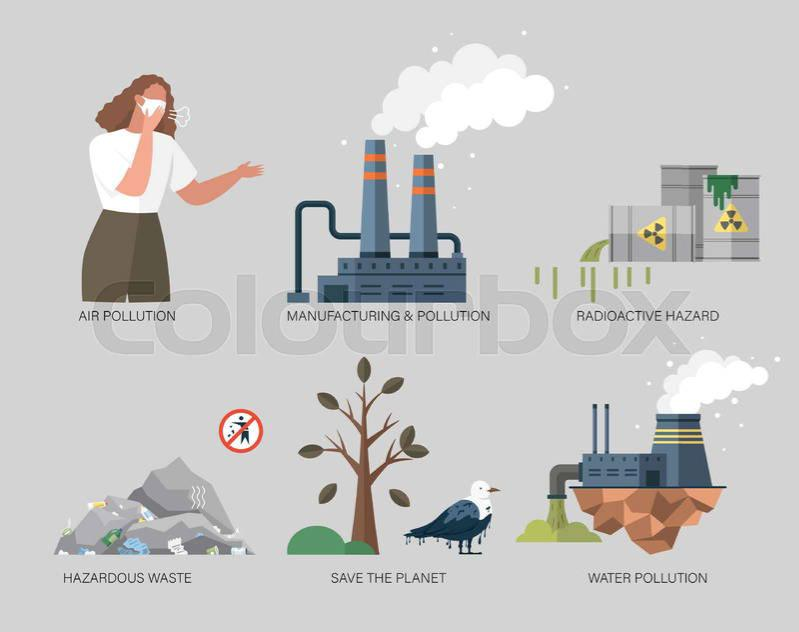 AIR POLLUTION
MANUFACTURING & POLLUTION
RADIOACTIVE HAZARD
colourbox
HAZARDOUS WASTE
SAVE THE PLANET
WATER POLLUTION